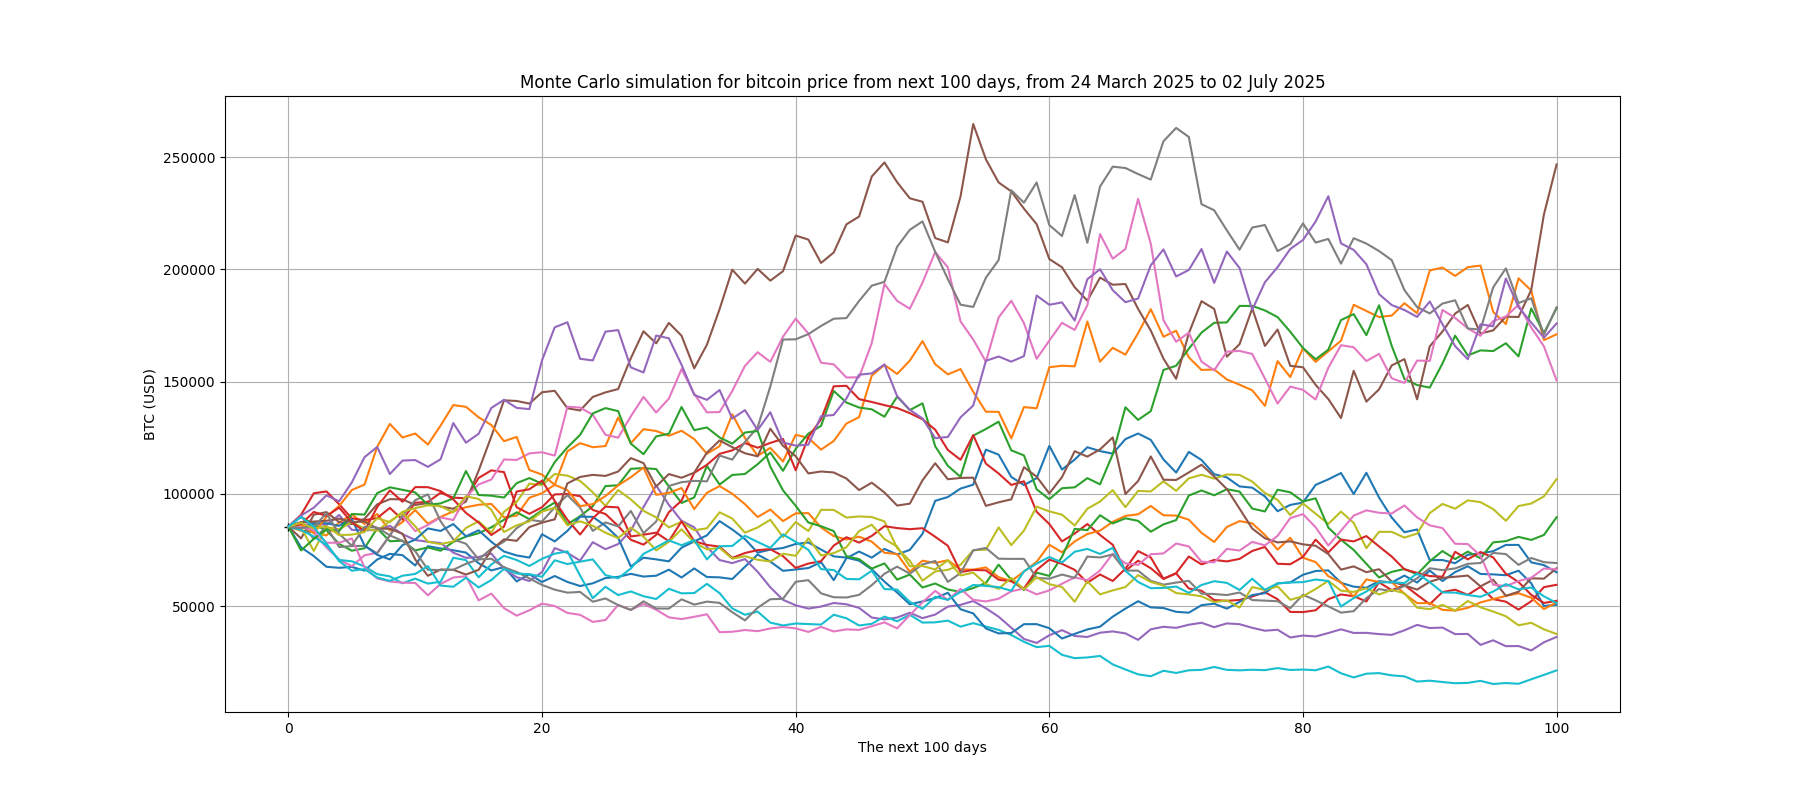 Monte Carlo simulation for bitcoin price from next 100 days, from 24 March 2025 to 02 July 2025
250000
200000
150000
100000
50000
BTC (USD)
0 20 40 60 80 100
The next 100 days